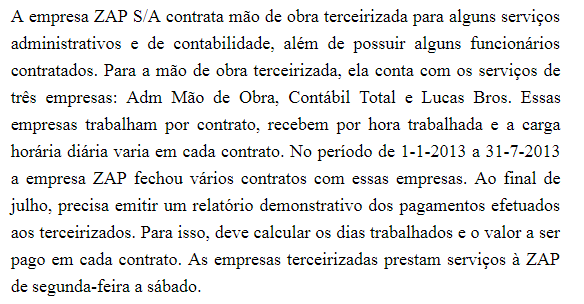 A empresa ZAP S/A contrata mão de obra terceirizada para alguns serviços
administrativos e de contabilidade, além de possuir alguns funcionários
contratados. Para a mão de obra terceirizada, ela conta com os serviços de
três empresas: Adm Mão de Obra, Contábil Total e Lucas Bros. Essas
empresas trabalham por contrato, recebem por hora trabalhada e a carga
horária diária varia em cada contrato. No período de 1-1-2013 a 31-7-2013
a empresa ZAP fechou vários contratos com essas empresas. Ao final de
julho, precisa emitir um relatório demonstrativo dos pagamentos efetuados
aos terceirizados. Para isso, deve calcular os dias trabalhados e o valor a ser
pago em cada contrato. As empresas terceirizadas prestam serviços à ZAP
de segunda-feira a sábado.